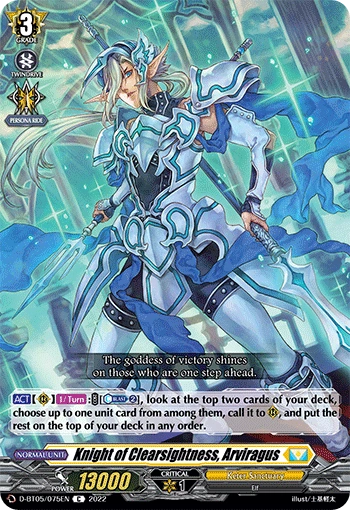 3
GRADE
TWINDRIVE
PERSONA RIDE
The goddess of victory shines
on those who are one step ahead.
ACT 1/Turn : BLAST 2, look at the top two cards of your deck,
choose up to one unit card from among them, call it to , and put the
rest on the top of your deck in any order.
NORMAL UNIT
Knight of Clearsightness, Arviragus
POWER 13000
CRITICAL
1
Keter Sanctuary
Elf
D-BT05/075EN C 2022
illust/士基軽太